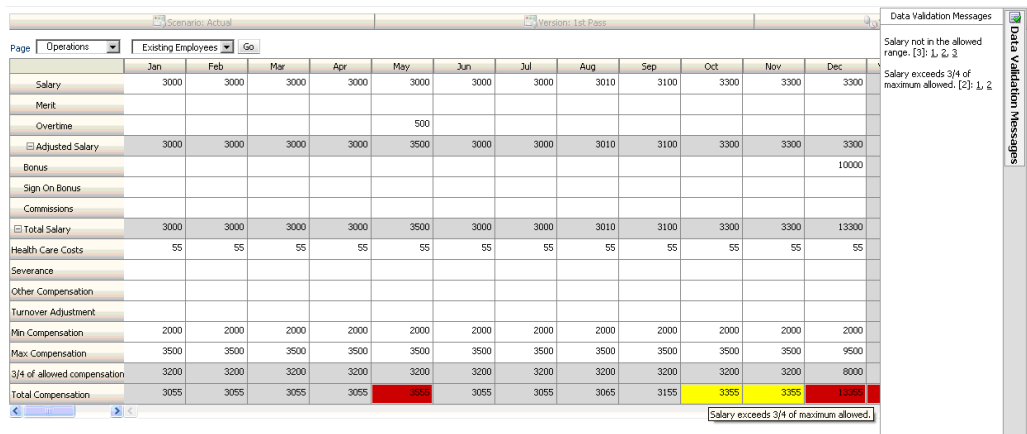 Scenario: Actual Version: 1st Pass
Page Operations Existing Employees Go
Jan Feb Mar Apr May Jun Jul Aug Sep Oct Nov Dec
Salary 3000 3000 3000 3000 3000 3000 3000 3010 3100 3300 3300 3300
Merit
Overtime 500
Adjusted Salary 3000 3000 3000 3000 3500 3000 3000 3010 3100 3300 3300 3300
Bonus 10000
Sign On Bonus
Commissions
Total Salary 3000 3000 3000 3000 3500 3000 3000 3010 3100 3300 3300 13300
Health Care Costs 55 55 55 55 55 55 55 55 55 55 55 55
Severance
Other Compensation
Turnover Adjustment
Min Compensation 2000 2000 2000 2000 2000 2000 2000 2000 2000 2000 2000 2000
Max Compensation 3500 3500 3500 3500 3500 3500 3500 3500 3500 3500 3500 9500
3/4 of allowed compensation 3200 3200 3200 3200 3200 3200 3200 3200 3200 3200 3200 8000
Total Compensation 3055 3055 3055 3055 3555 3055 3055 3065 3155 3355 3355 13355
Salary exceeds 3/4 of maximum allowed.
Data Validation Messages
Salary not in the allowed
range. [3]: 1, 2, 3
Salary exceeds 3/4 of
maximum allowed. [2]: 1, 2
Data Validation Messages